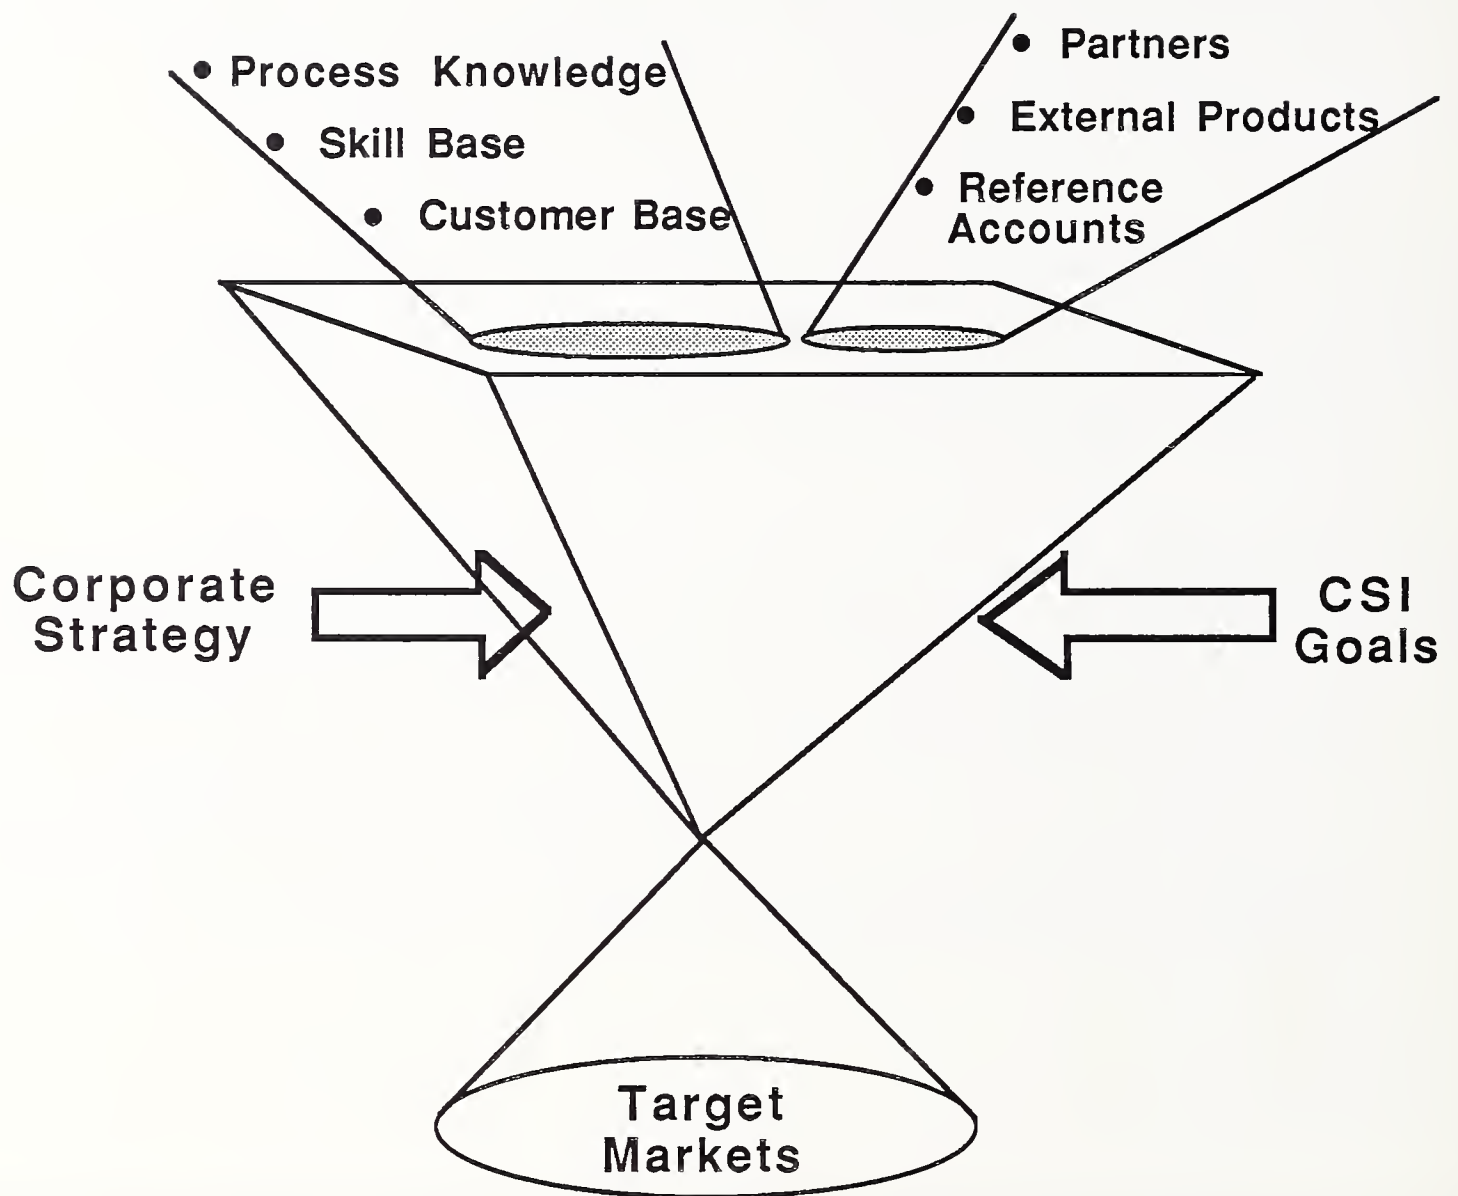 • Process Knowledge
• Skill Base
• Customer Base
• Partners
• External Products
• Reference
Accounts
Corporate
Strategy
CSI
Goals
Target
Markets